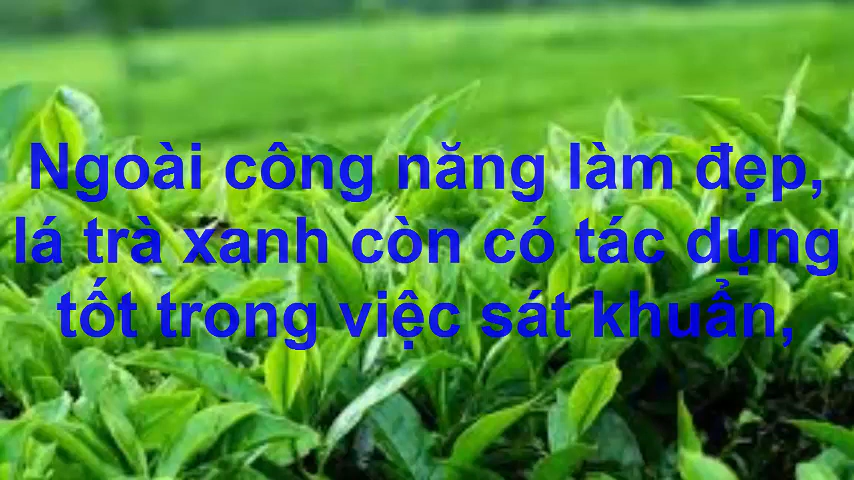 Ngoài công năng làm đẹp,
lá trà xanh còn có tác dụng
tốt trong việc sát khuẩn,